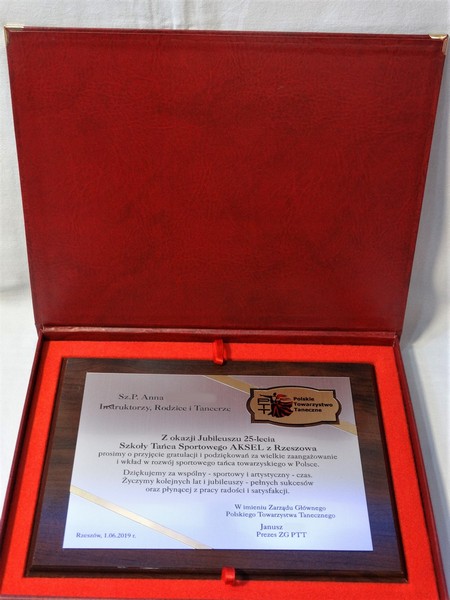 Sz.P. Anna
Instruktorzy, Rodzice i Tancerze
Polskie
Towarzystwo
Taneczne
Z okazji Jubileuszu 25-lecia
Szkoły Tańca Sportowego AKSEL z Rzeszowa
prosimy o przyjęcie gratulacji i podziękowań za wielkie zaangażowanie
i wkład w rozwój sportowego tańca towarzyskiego w Polsce.
Dziękujemy za wspólny - sportowy i artystyczny - czas.
Życzymy kolejnych lat i jubileuszy - pełnych sukcesów
oraz płynącej z pracy radości i satysfakcji.
W imieniu Zarządu Głównego
Polskiego Towarzystwa Tanecznego
Janusz
Prezes ZG PTT
Rzeszów, 1.06.2019 r.